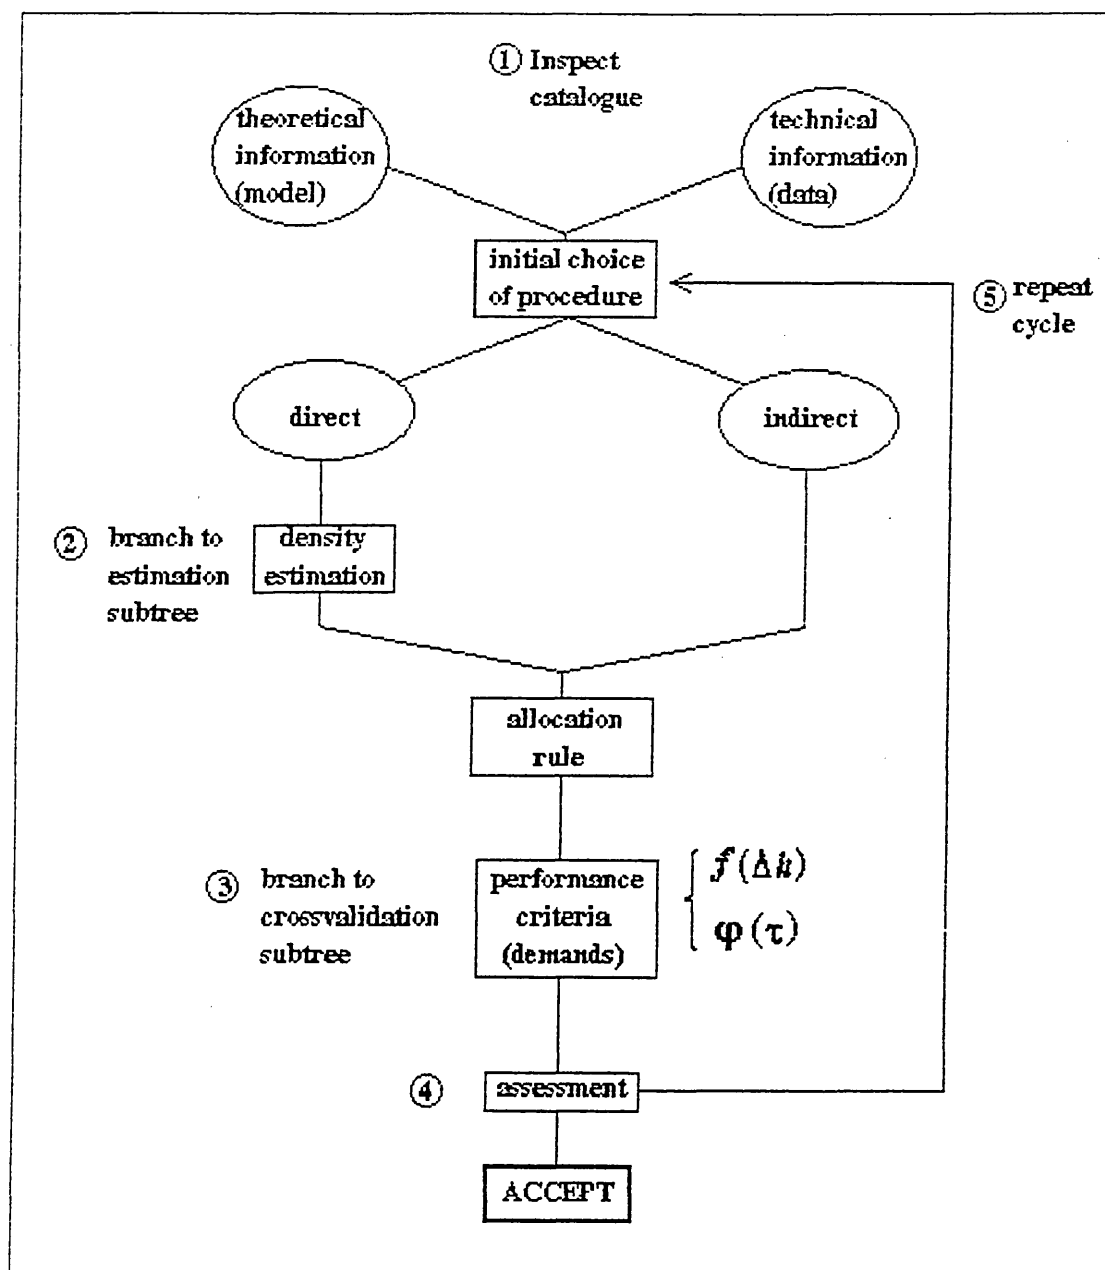 ① Inspect
catalogue
theoretical
information
(model)
technical
information
(data)
initial choice
of procedure
⑤ repeat
cycle
direct
indirect
② branch to
estimation
subtree
density
estimation
allocation
rule
③ branch to
crossvalidation
subtree
performance
criteria
(demands)
f(Δh)
φ(τ)
④ assessment
ACCEPT